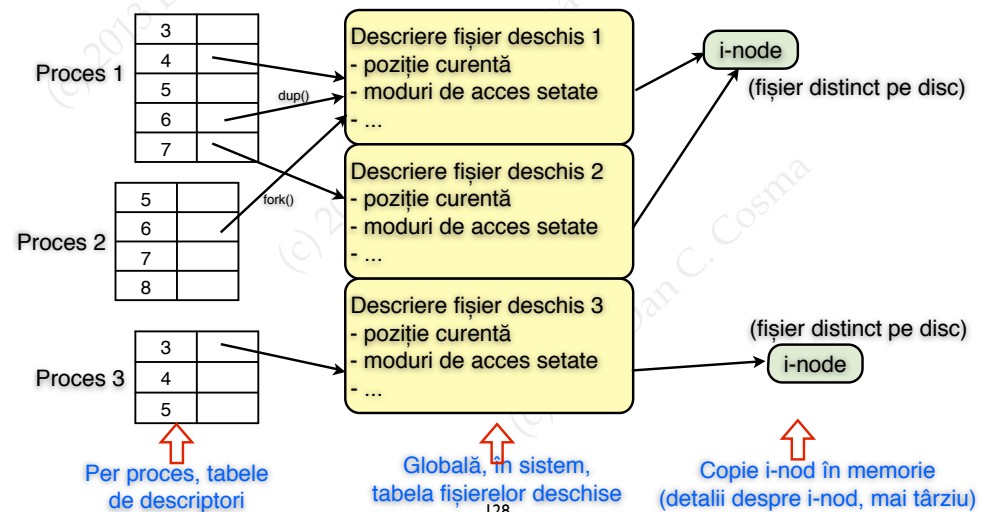 Proces 1
3
4
5
6
7
dup()
Descriere fișier deschis 1
- poziție curentă
- moduri de acces setate
- ...
i-node
(fișier distinct pe disc)
Proces 2
5
6
7
8
fork()
Descriere fișier deschis 2
- poziție curentă
- moduri de acces setate
- ...
Proces 3
3
4
5
Descriere fișier deschis 3
- poziție curentă
- moduri de acces setate
- ...
(fișier distinct pe disc)
i-node
Per proces, tabele
de descriptori
Globală, în sistem,
tabela fișierelor deschise
128
Copie i-nod în memorie
(detalii despre i-nod, mai târziu)
(c) 2013
(c) 20
Dan C. Cosma